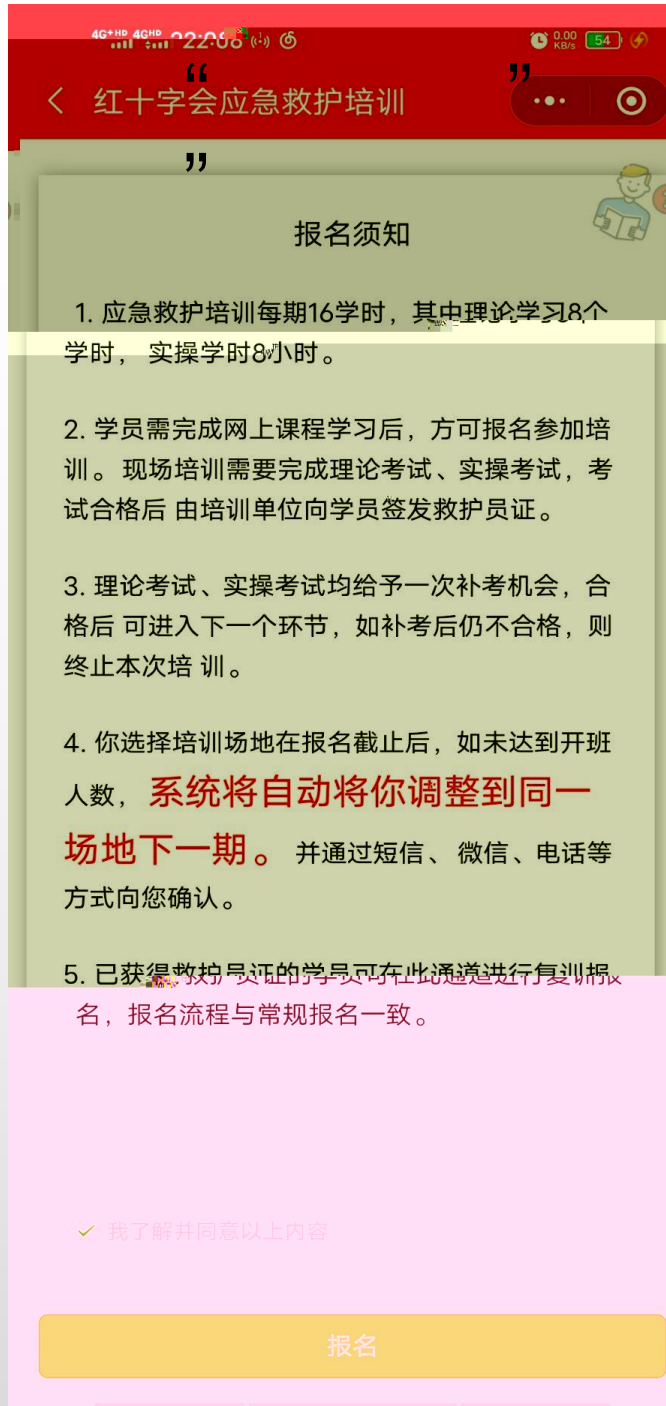 4G+HD 4GHD 22:08 0.00 KB/s 54
“ ”
红十字会应急救护培训
”
报名须知
1. 应急救护培训每期16学时，其中理论学习8个
学时， 实操学时8小时。
2. 学员需完成网上课程学习后，方可报名参加培
训。 现场培训需要完成理论考试、实操考试，考
试合格后 由培训单位向学员签发救护员证。
3. 理论考试、实操考试均给予一次补考机会，合
格后 可进入下一个环节，如补考后仍不合格，则
终止本次培 训。
4. 你选择培训场地在报名截止后，如未达到开班
人数， 系统将自动将你调整到同一
场地下一期。 并通过短信、 微信、电话等
方式向您确认。
5. 已获得救护员证的学员可在此通道进行复训报
名，报名流程与常规报名一致。
我了解并同意以上内容
报名